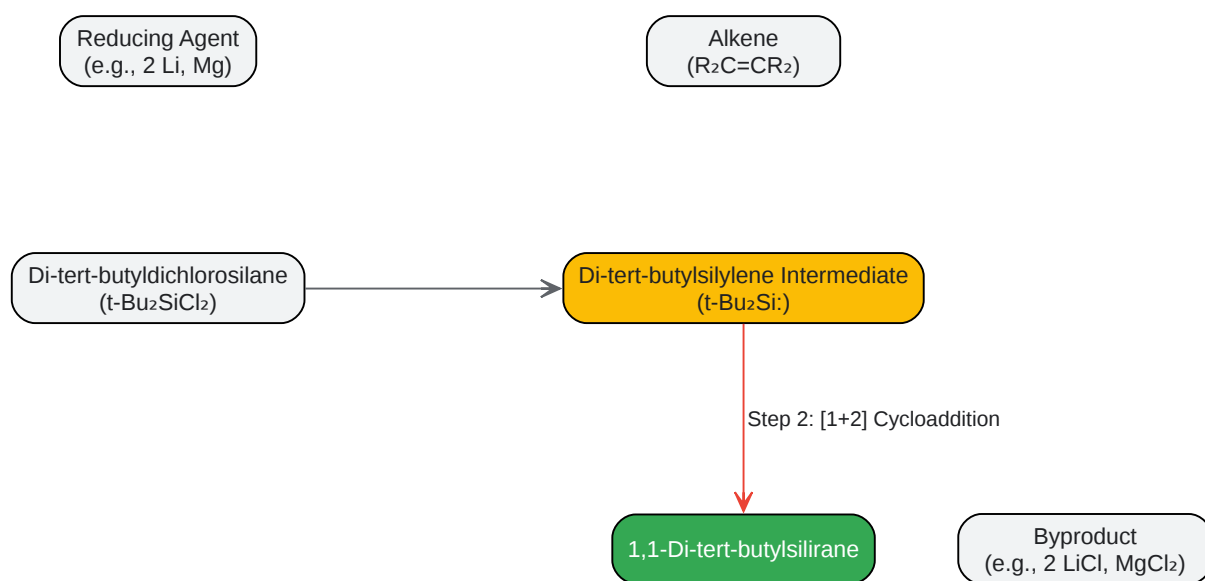 Reducing Agent
(e.g., 2 Li, Mg)
Alkene
(R₂C=CR₂)
Di-tert-butyldichlorosilane
(t-Bu₂SiCl₂)
Di-tert-butylsilylene Intermediate
(t-Bu₂Si:)
Step 2: [1+2] Cycloaddition
1,1-Di-tert-butylsilirane
Byproduct
(e.g., 2 LiCl, MgCl₂)